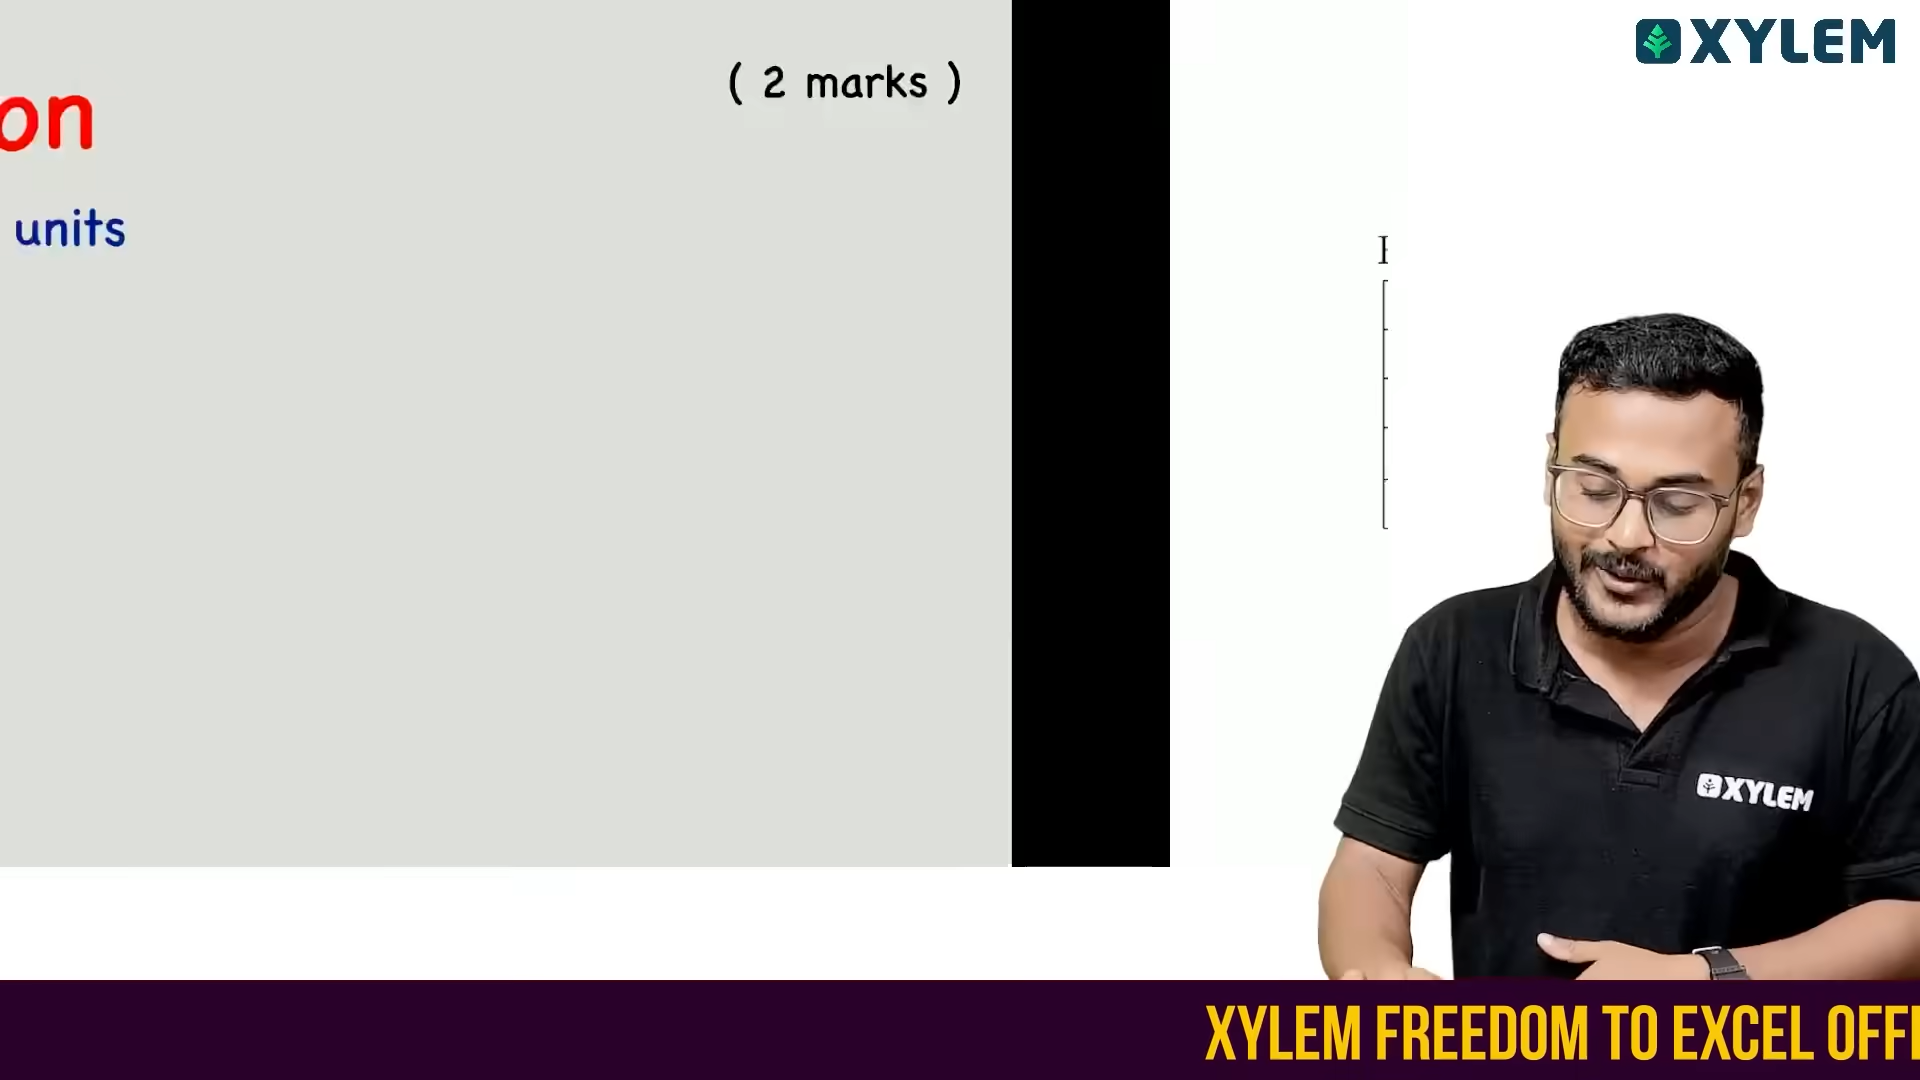 XYLEM
( 2 marks )
on
units
XYLEM
XYLEM FREEDOM TO EXCEL OFF